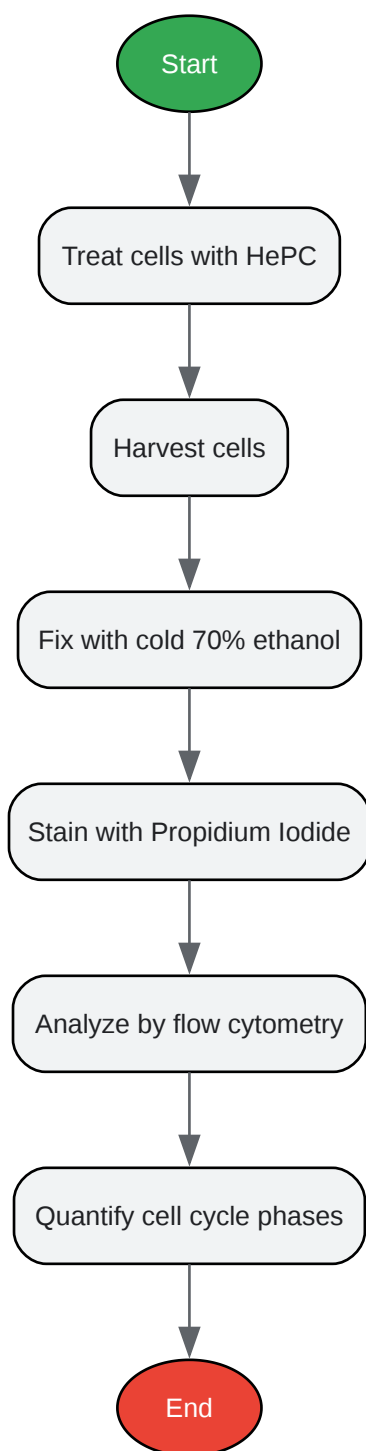 Start
Treat cells with HePC
Harvest cells
Fix with cold 70% ethanol
Stain with Propidium Iodide
Analyze by flow cytometry
Quantify cell cycle phases
End